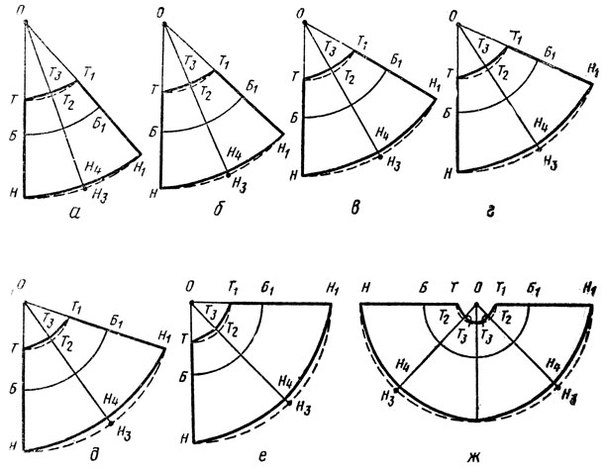 О
Т3 Т1
Т Т2
Б Б1
Н4 Н1
Н Н3
а
О
Т3 Т1
Т Т2
Б Б1
Н4 Н1
Н Н3
б
О
Т3 Т1
Б1
Т Т2 Н1
Б
Н4
Н Н3
в
О
Т3 Т1
Б1 Н1
Т Т2
Б
Н4
Н Н3
г
О
Т1 Б1
Т3 Н1
Т Т2
Б
Н4
Н Н3
д
О Т1 Б1 Н1
Т3
Т Т2
Б
Н4
Н3
Н
е
Н Б Т О Т1 Б1 Н1
Т2 Т3 Т3 Т2
Н4 Н4
Н3
ж